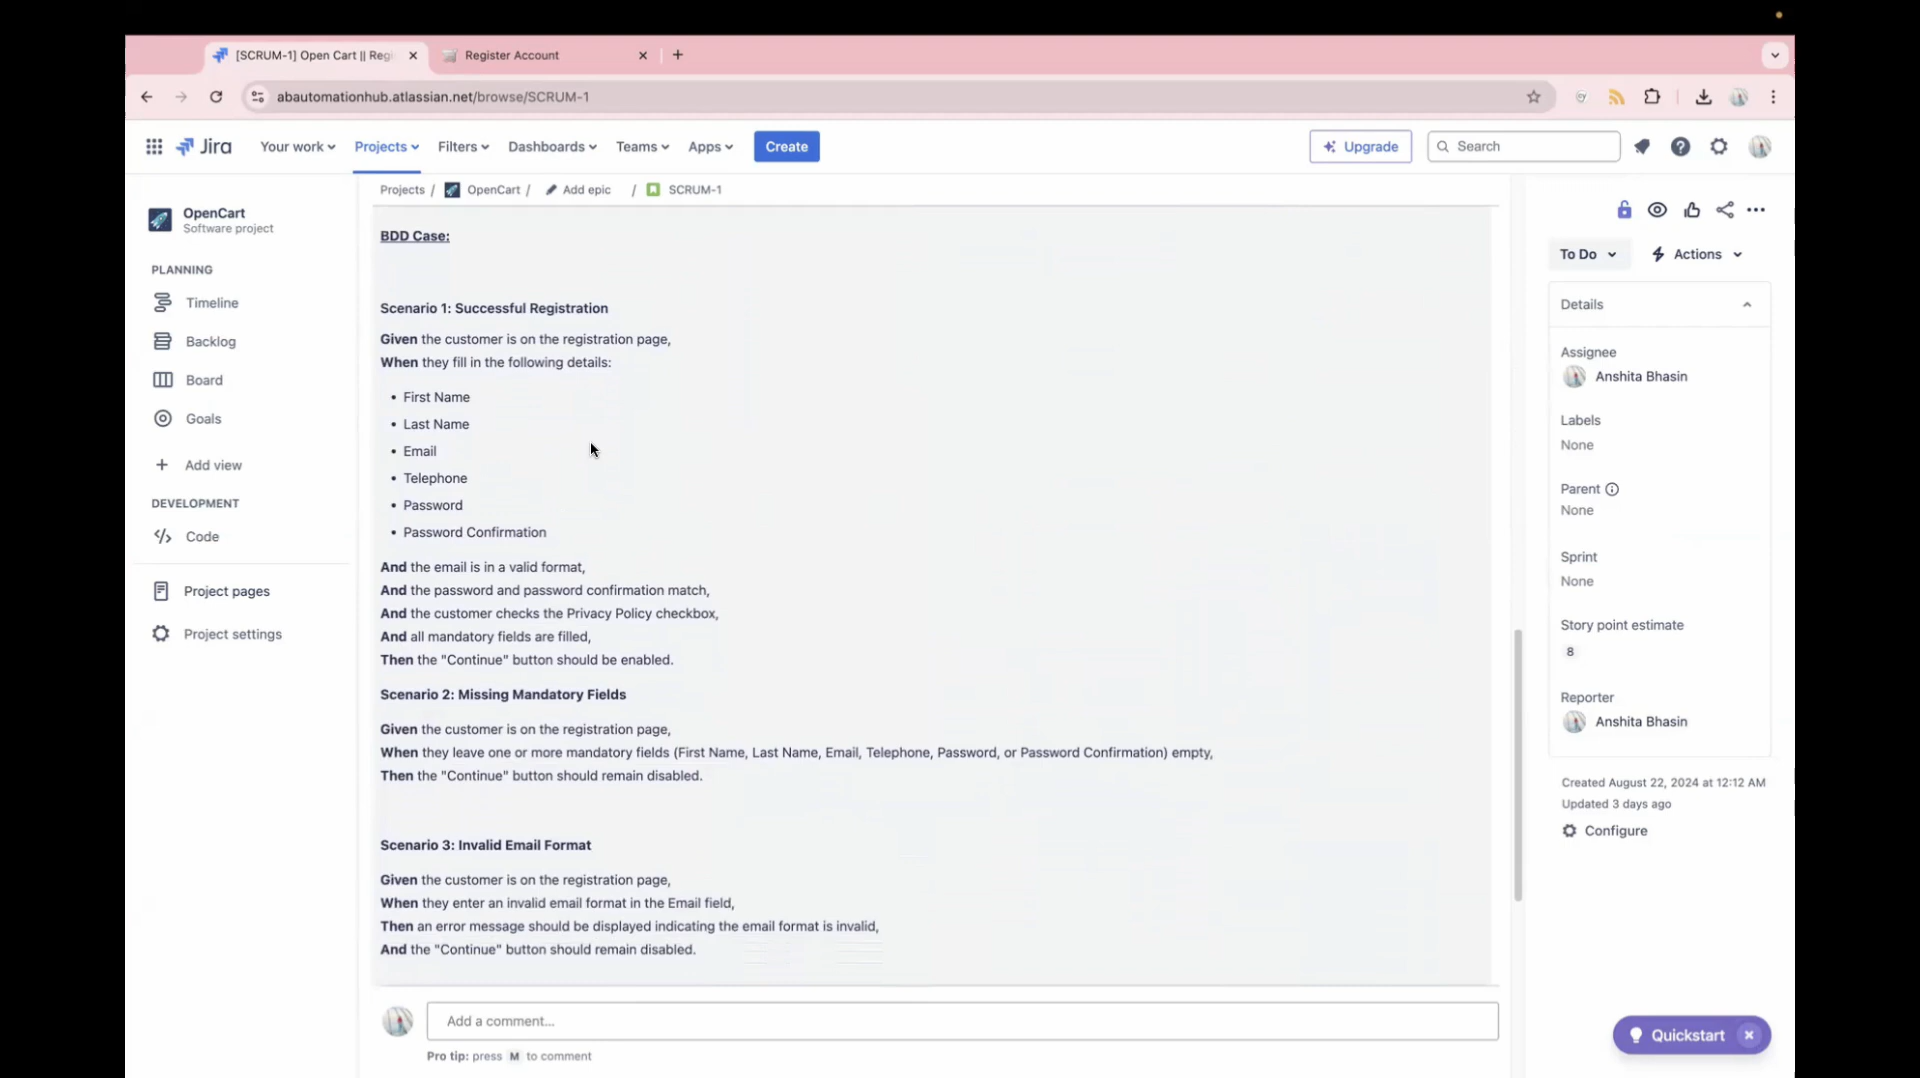 [SCRUM-1] Open Cart || Reg
Register Account
abautomationhub.atlassian.net/browse/SCRUM-1
Jira
Your work
Projects
Filters
Dashboards
Teams
Apps
Create
Upgrade
Search
OpenCart
Software project
PLANNING
Timeline
Backlog
Board
Goals
Add view
DEVELOPMENT
Code
Project pages
Project settings
Projects / OpenCart / Add epic / SCRUM-1
BDD Case:
Scenario 1: Successful Registration
Given the customer is on the registration page,
When they fill in the following details:
• First Name
• Last Name
• Email
• Telephone
• Password
• Password Confirmation
And the email is in a valid format,
And the password and password confirmation match,
And the customer checks the Privacy Policy checkbox,
And all mandatory fields are filled,
Then the "Continue" button should be enabled.
Scenario 2: Missing Mandatory Fields
Given the customer is on the registration page,
When they leave one or more mandatory fields (First Name, Last Name, Email, Telephone, Password, or Password Confirmation) empty,
Then the "Continue" button should remain disabled.
Scenario 3: Invalid Email Format
Given the customer is on the registration page,
When they enter an invalid email format in the Email field,
Then an error message should be displayed indicating the email format is invalid,
And the "Continue" button should remain disabled.
Add a comment...
Pro tip: press M to comment
To Do
Actions
Details
Assignee
Anshita Bhasin
Labels
None
Parent
None
Sprint
None
Story point estimate
8
Reporter
Anshita Bhasin
Created August 22, 2024 at 12:12 AM
Updated 3 days ago
Configure
Quickstart